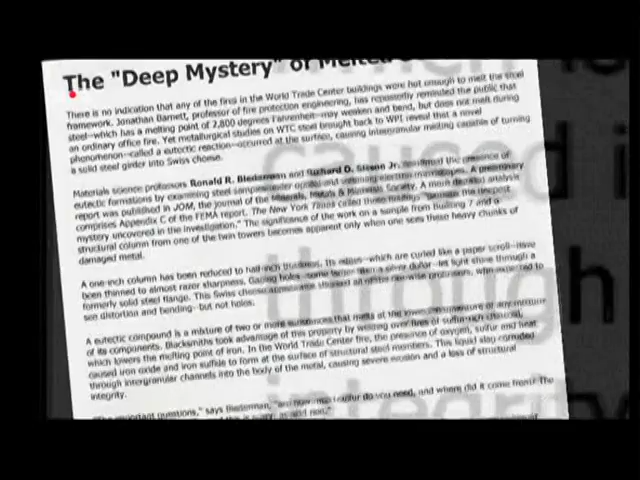 The "Deep Mystery" of Melted
There is no indication that any of the fires in the World Trade Center buildings were hot enough to melt the steel
framework. Jonathan Barnett, professor of fire protection engineering, has repeatedly reminded the public that
steel--which has a melting point of 2,800 degrees Fahrenheit--may weaken and bend, but does not melt during
an ordinary office fire. Yet metallurgical studies on WTC steel brought back to WPI reveal that a novel
phenomenon--called a eutectic reaction--occurred at the surface, causing intergranular melting capable of turning
a solid steel girder into Swiss cheese.
Materials science professors Ronald R. Biederman and Richard D. Sisson Jr. confirmed the presence of
eutectic formations by examining steel samples under optical and scanning electron microscopes. A preliminary
report was published in JOM, the journal of the Minerals, Metals & Materials Society. A more detailed analysis
comprises Appendix C of the FEMA report. The New York Times called these findings "perhaps the deepest
mystery uncovered in the investigation." The significance of the work on a sample from Building 7 and a
structural column from one of the twin towers becomes apparent only when one sees these heavy chunks of
damaged metal.
A one-inch column has been reduced to half-inch thickness. Its edges--which are curled like a paper scroll--have
been thinned to almost razor sharpness. Gaping holes--some larger than a silver dollar--let light shine through a
formerly solid steel flange. This Swiss cheese appearance shocked all of the fire-wise professors, who expected to
see distortion and bending--but not holes.
A eutectic compound is a mixture of two or more substances that melts at the lowest temperature of any mixture
of its components. Blacksmiths took advantage of this property by welding over fires of sulfur-rich charcoal,
which lowers the melting point of iron. In the World Trade Center fire, the presence of oxygen, sulfur and heat
caused iron oxide and iron sulfide to form at the surface of structural steel members. This liquid slag corroded
through intergranular channels into the body of the metal, causing severe erosion and a loss of structural
integrity.
"The important questions," says Biederman, "are how much sulfur do you need, and where did it come from? The
caused i
through
integrity